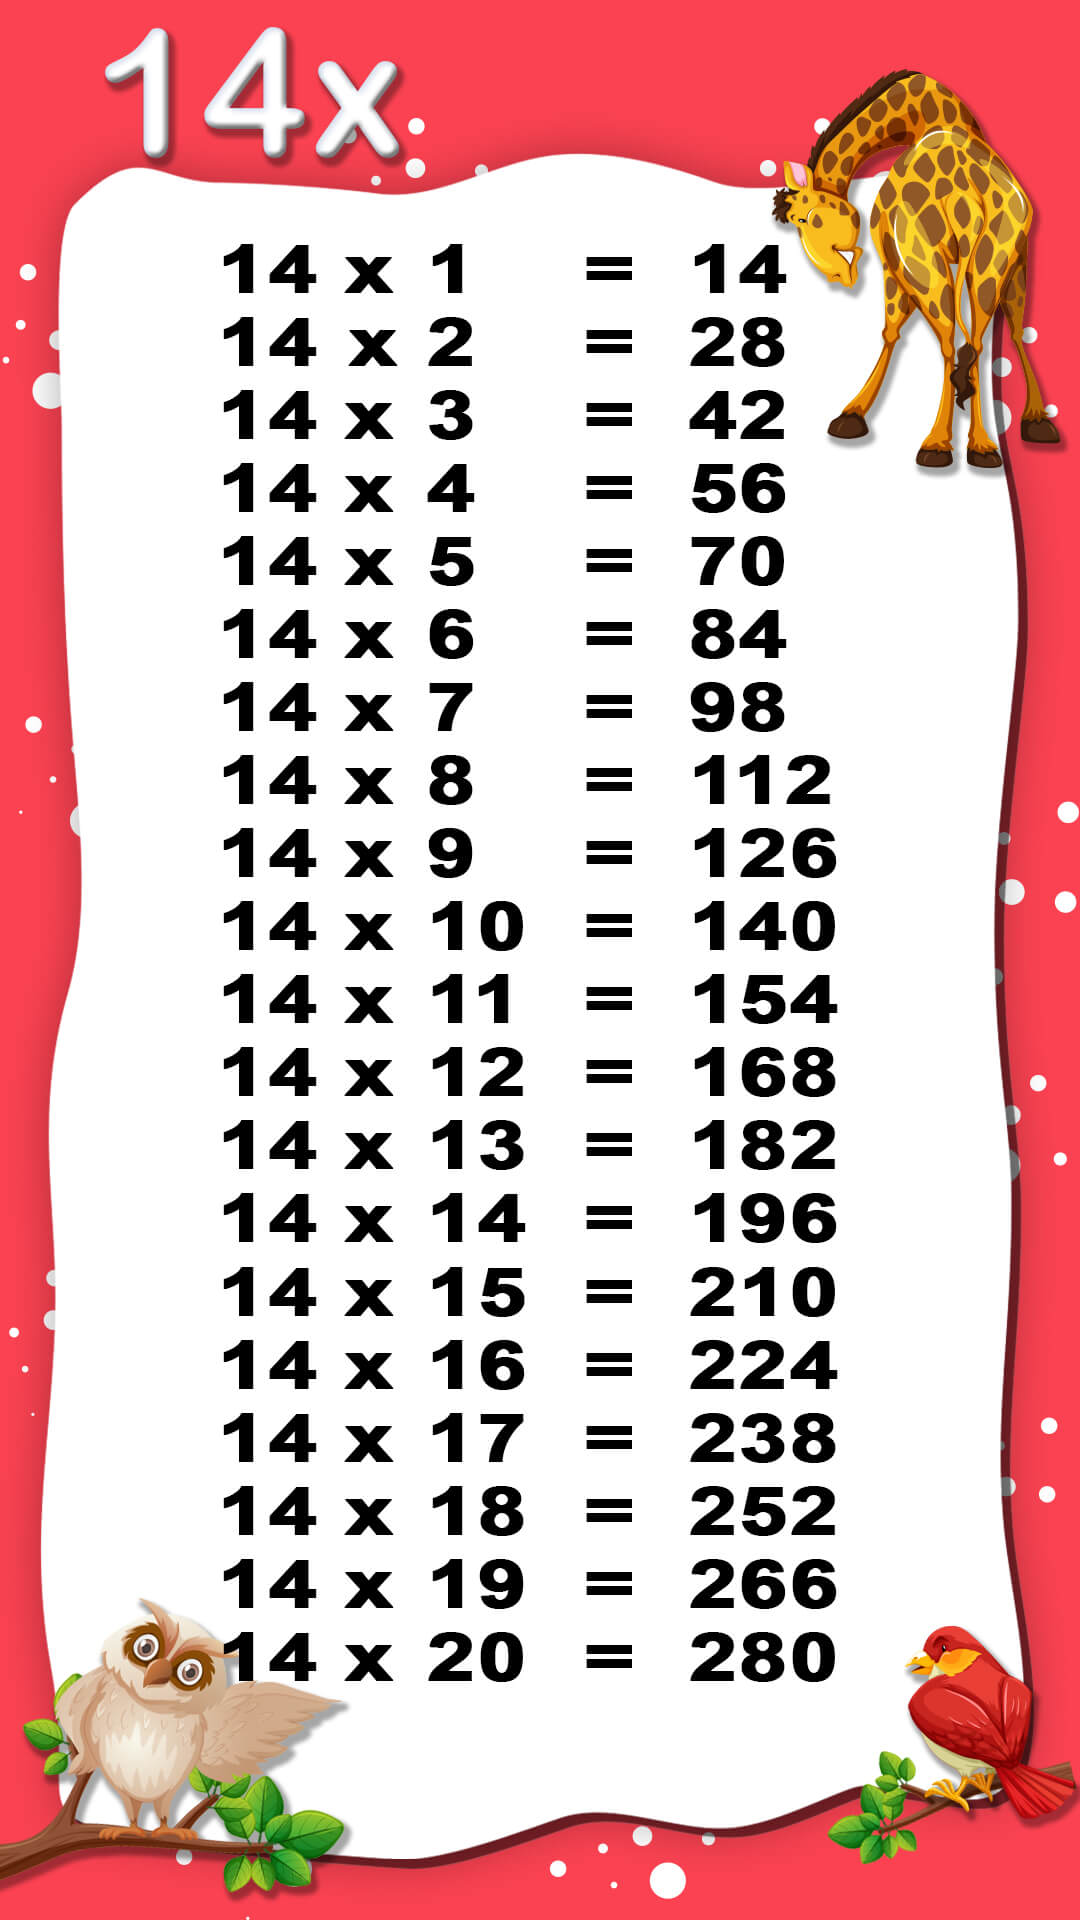 14x
14 x 1 = 14
14 x 2 = 28
14 x 3 = 42
14 x 4 = 56
14 x 5 = 70
14 x 6 = 84
14 x 7 = 98
14 x 8 = 112
14 x 9 = 126
14 x 10 = 140
14 x 11 = 154
14 x 12 = 168
14 x 13 = 182
14 x 14 = 196
14 x 15 = 210
14 x 16 = 224
14 x 17 = 238
14 x 18 = 252
14 x 19 = 266
14 x 20 = 280